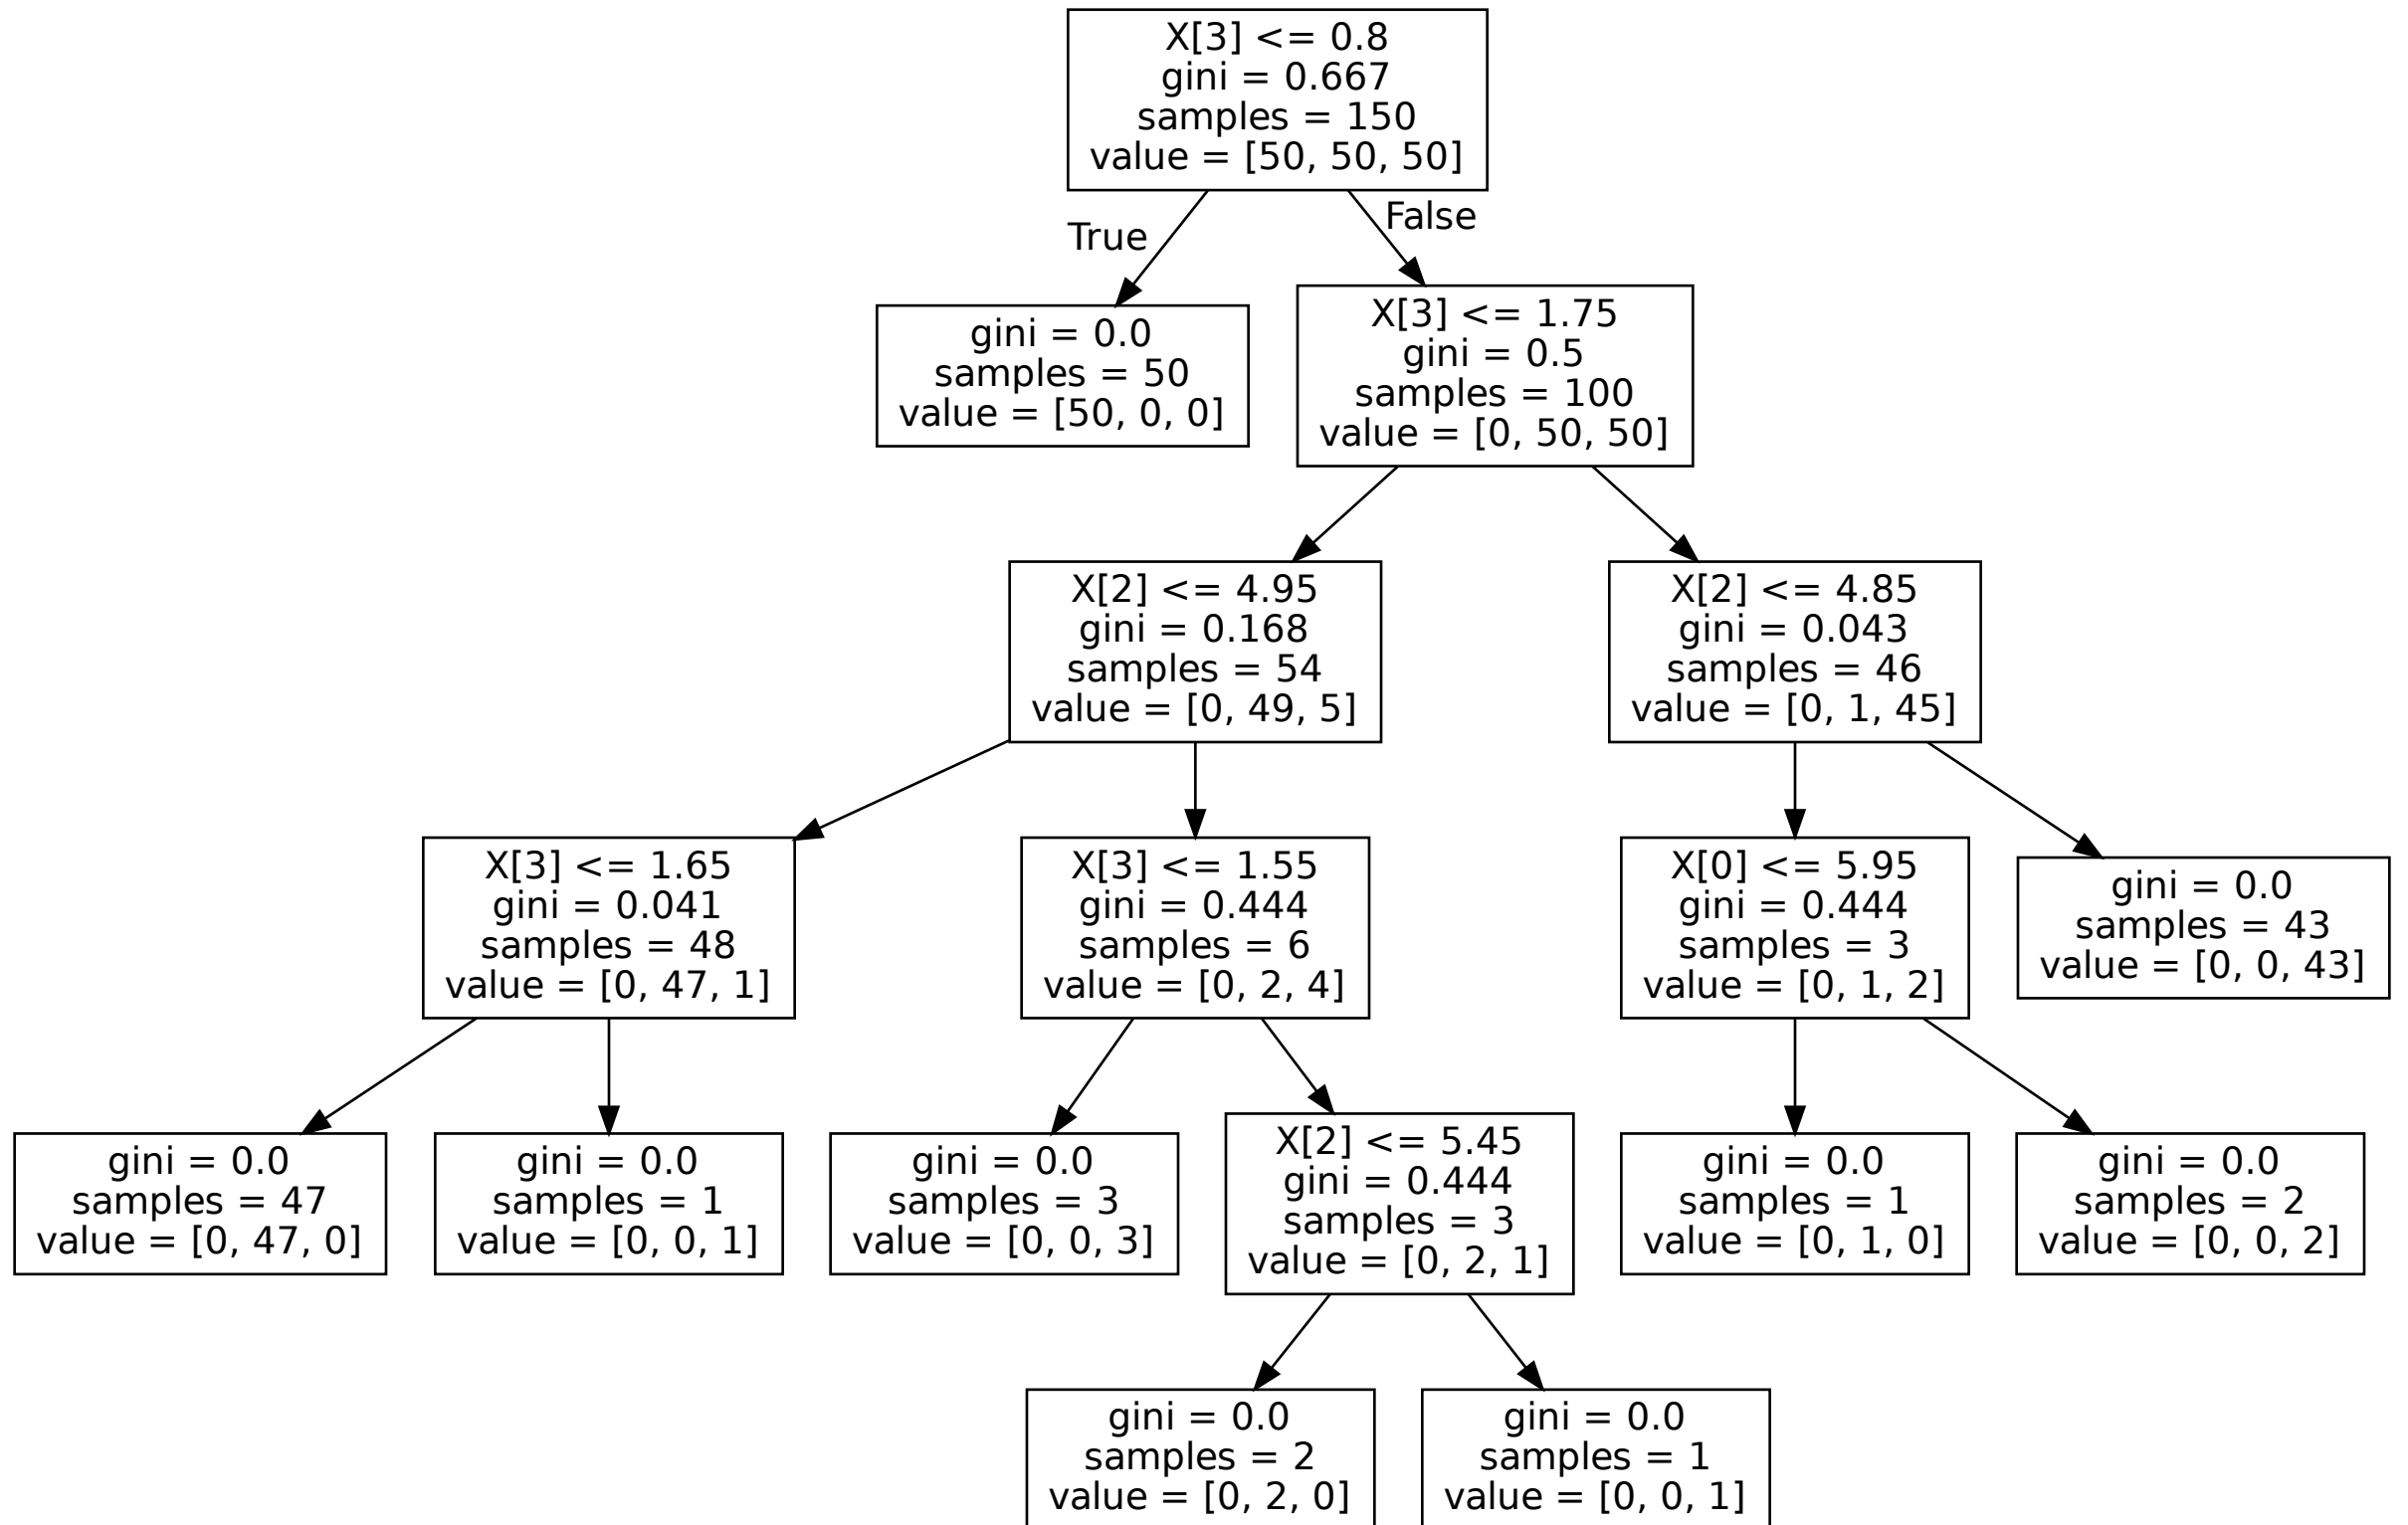 X[3] <= 0.8
gini = 0.667
samples = 150
value = [50, 50, 50]
True
False
gini = 0.0
samples = 50
value = [50, 0, 0]
X[3] <= 1.75
gini = 0.5
samples = 100
value = [0, 50, 50]
X[2] <= 4.95
gini = 0.168
samples = 54
value = [0, 49, 5]
X[2] <= 4.85
gini = 0.043
samples = 46
value = [0, 1, 45]
X[3] <= 1.65
gini = 0.041
samples = 48
value = [0, 47, 1]
X[3] <= 1.55
gini = 0.444
samples = 6
value = [0, 2, 4]
X[0] <= 5.95
gini = 0.444
samples = 3
value = [0, 1, 2]
gini = 0.0
samples = 43
value = [0, 0, 43]
gini = 0.0
samples = 47
value = [0, 47, 0]
gini = 0.0
samples = 1
value = [0, 0, 1]
gini = 0.0
samples = 3
value = [0, 0, 3]
X[2] <= 5.45
gini = 0.444
samples = 3
value = [0, 2, 1]
gini = 0.0
samples = 1
value = [0, 1, 0]
gini = 0.0
samples = 2
value = [0, 0, 2]
gini = 0.0
samples = 2
value = [0, 2, 0]
gini = 0.0
samples = 1
value = [0, 0, 1]